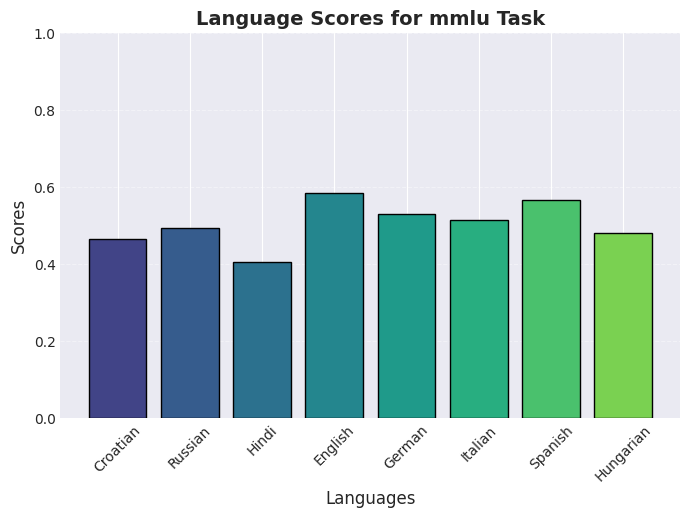 Language Scores for mmlu Task
Scores
1.0
0.8
0.6
0.4
0.2
0.0
Croatian
Russian
Hindi
English
German
Italian
Spanish
Hungarian
Languages